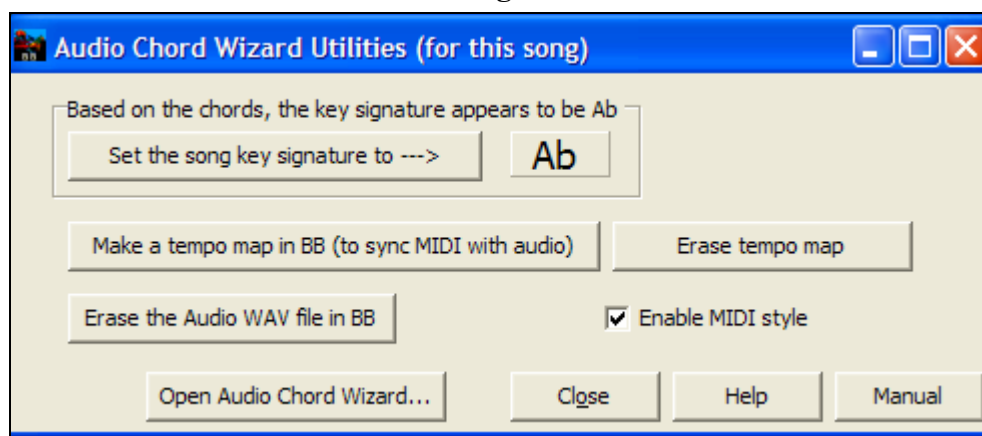 Audio Chord Wizard Utilities (for this song)
Based on the chords, the key signature appears to be Ab
Set the song key signature to ---> Ab
Make a tempo map in BB (to sync MIDI with audio) Erase tempo map
Erase the Audio WAV file in BB Enable MIDI style
Open Audio Chord Wizard... Close Help Manual